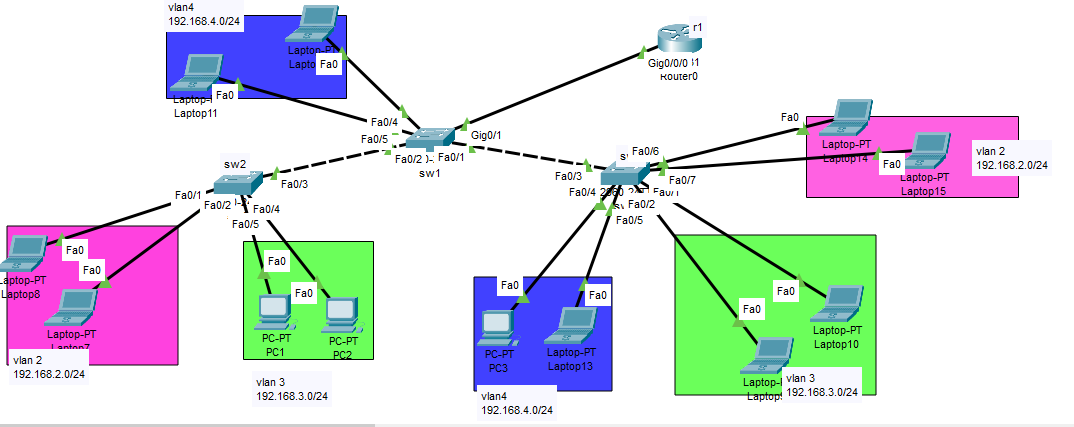 vlan4
192.168.4.0/24
Laptop-PT
Fa0
Fa0
Laptop11
r1
Gig0/0/0
Router0
Fa0/4
Fa0/5
Gig0/1
Fa0/2
Fa0/1
sw1
sw2
Fa0/3
Fa0/1
Fa0/2
Fa0/4
Fa0/5
Fa0/6
Fa0/3
Fa0/7
Fa0/4
Fa0/2
Fa0/5
Fa0
Laptop-PT
Laptop14
Fa0
Laptop-PT
Laptop15
vlan 2
192.168.2.0/24
Fa0
Fa0
Laptop-PT
Laptop8
Laptop-PT
Laptop7
vlan 2
192.168.2.0/24
Fa0
Fa0
PC-PT
PC1
PC-PT
PC2
vlan 3
192.168.3.0/24
Fa0
Fa0
PC-PT
PC3
Laptop-PT
Laptop13
vlan4
192.168.4.0/24
Fa0
Fa0
Laptop-PT
Laptop10
vlan 3
192.168.3.0/24